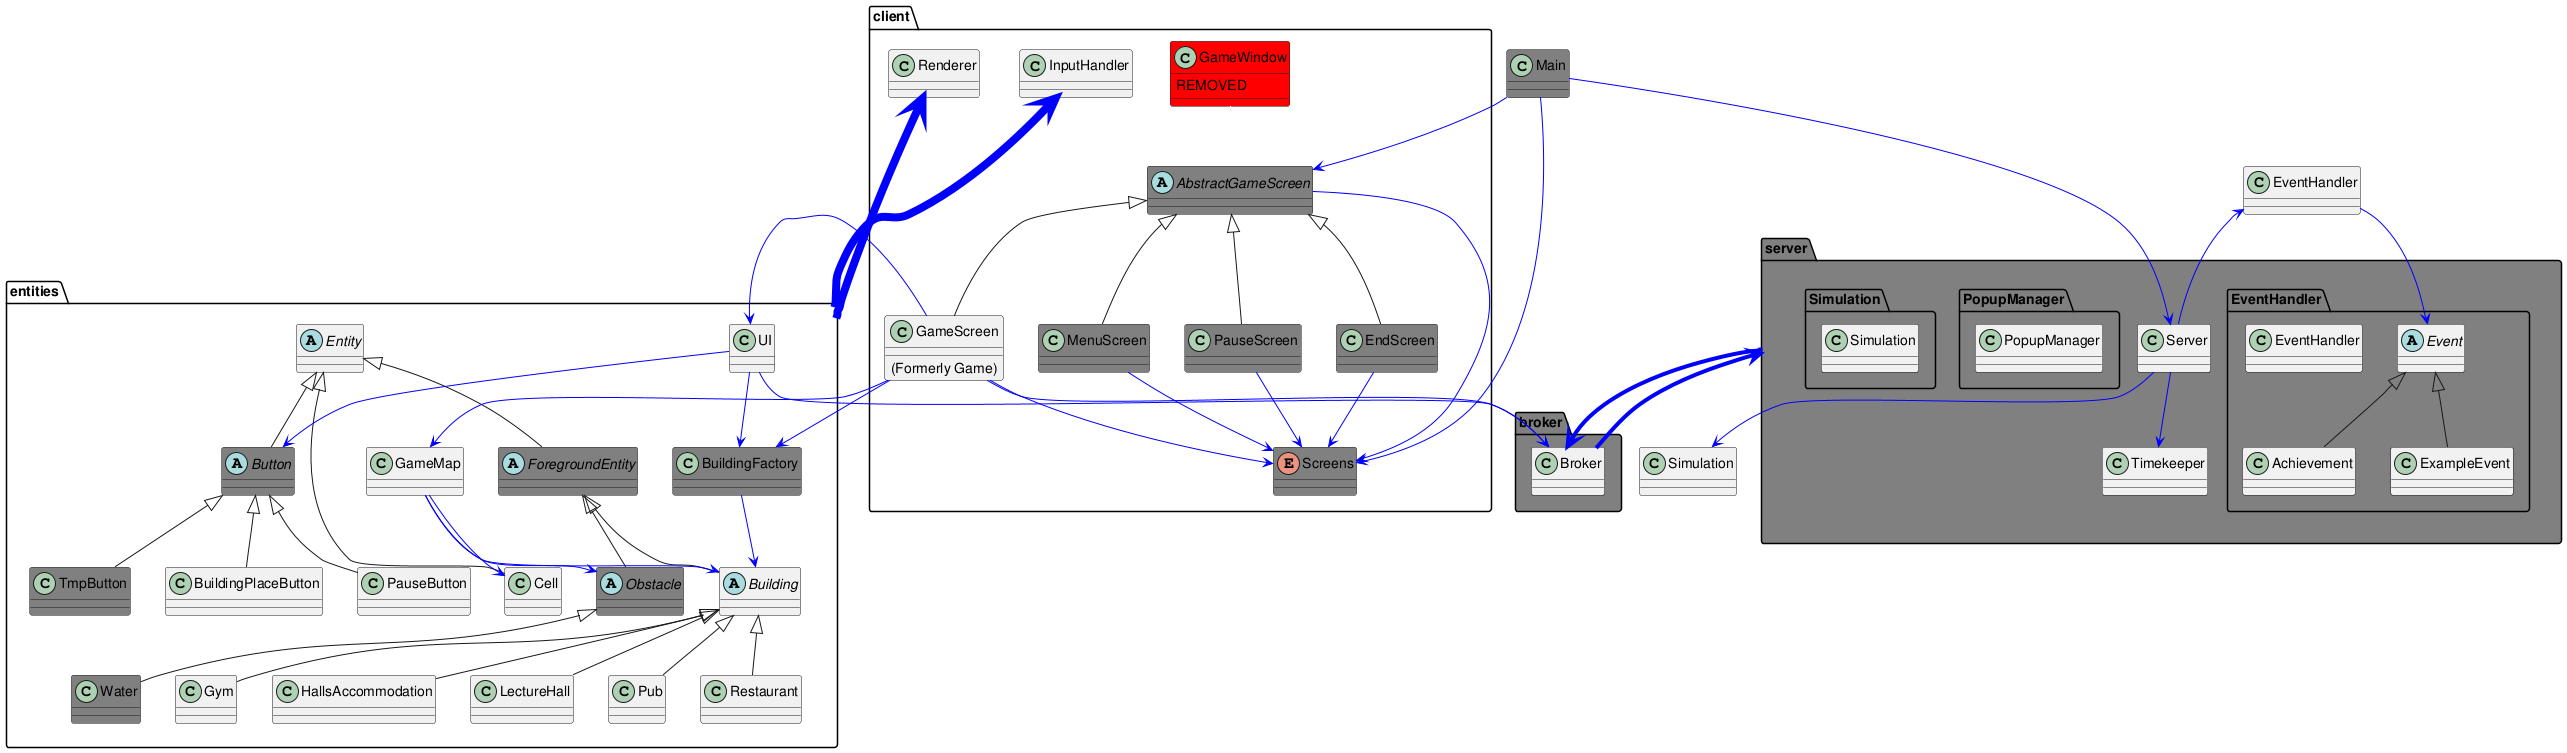 client
C Renderer
C InputHandler
C GameWindow
REMOVED
C Main
A AbstractGameScreen
C EventHandler
server
entities
A Entity
C UI
C GameScreen
(Formerly Game)
C MenuScreen
C PauseScreen
C EndScreen
Simulation
C Simulation
PopupManager
C PopupManager
C Server
EventHandler
C EventHandler
A Event
broker
A Button
C GameMap
A ForegroundEntity
C BuildingFactory
E Screens
C Broker
C Simulation
C Timekeeper
C Achievement
C ExampleEvent
C TmpButton
C BuildingPlaceButton
C PauseButton
C Cell
A Obstacle
A Building
C Water
C Gym
C HallsAccommodation
C LectureHall
C Pub
C Restaurant